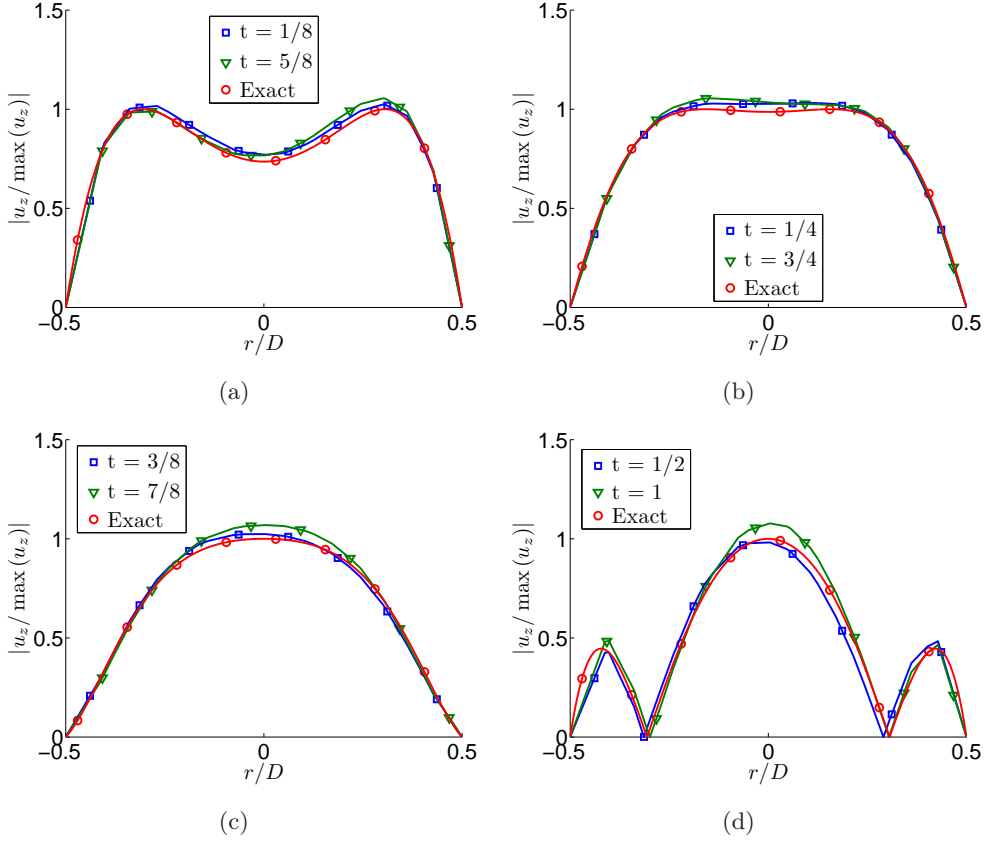 1.5
1
0.5
0
−0.5
0
0.5
|u_z/ max (u_z)|
r/D
t = 1/8
t = 5/8
Exact
(a)
1.5
1
0.5
0
−0.5
0
0.5
|u_z/ max (u_z)|
r/D
t = 1/4
t = 3/4
Exact
(b)
1.5
1
0.5
0
−0.5
0
0.5
|u_z/ max (u_z)|
r/D
t = 3/8
t = 7/8
Exact
(c)
1.5
1
0.5
0
−0.5
0
0.5
|u_z/ max (u_z)|
r/D
t = 1/2
t = 1
Exact
(d)